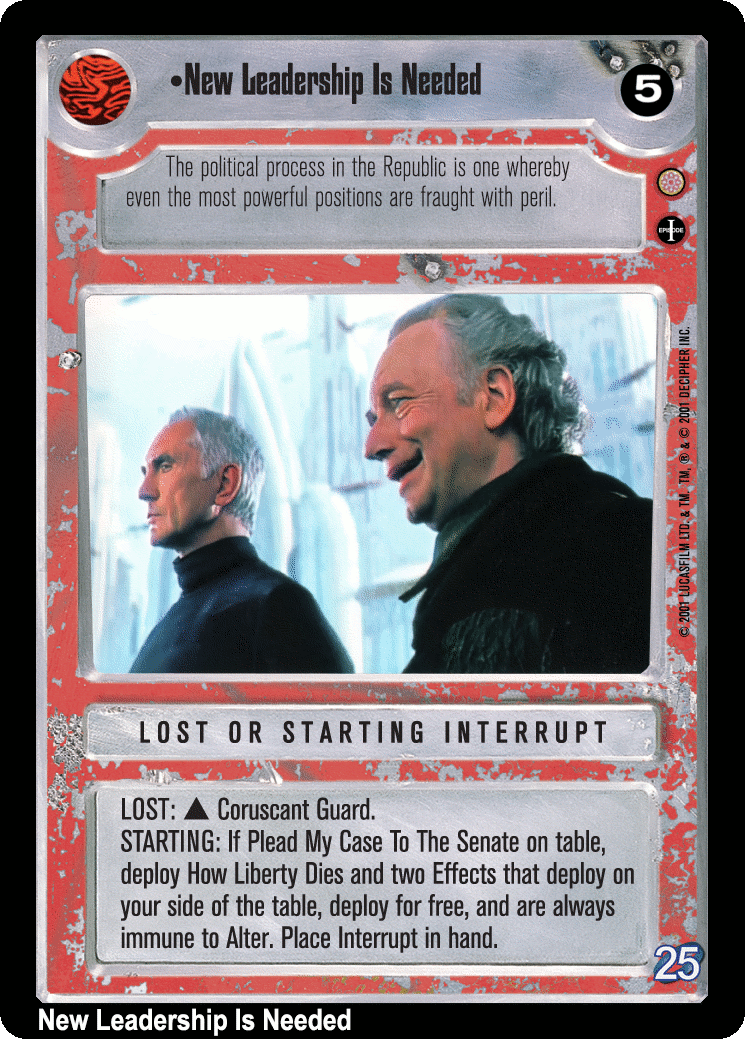 •New Leadership Is Needed
5
The political process in the Republic is one whereby
even the most powerful positions are fraught with peril.
EPISODE
I
© 2001 LUCASFILM LTD. & TM. TM, ® & © 2001 DECIPHER INC.
LOST OR STARTING INTERRUPT
LOST: ▲ Coruscant Guard.
STARTING: If Plead My Case To The Senate on table,
deploy How Liberty Dies and two Effects that deploy on
your side of the table, deploy for free, and are always
immune to Alter. Place Interrupt in hand.
25
New Leadership Is Needed